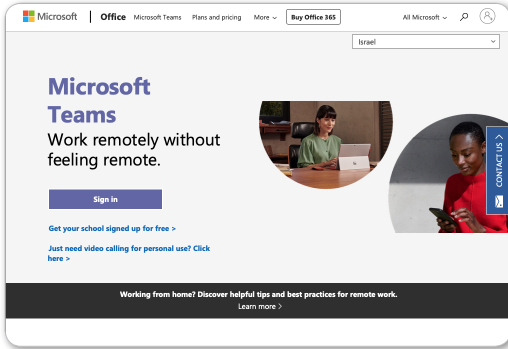 Microsoft Office Microsoft Teams Plans and pricing More Buy Office 365 All Microsoft
Israel
Microsoft
Teams
Work remotely without
feeling remote.
Sign in
Get your school signed up for free >
Just need video calling for personal use? Click
here >
CONTACT US
Working from home? Discover helpful tips and best practices for remote work.
Learn more >